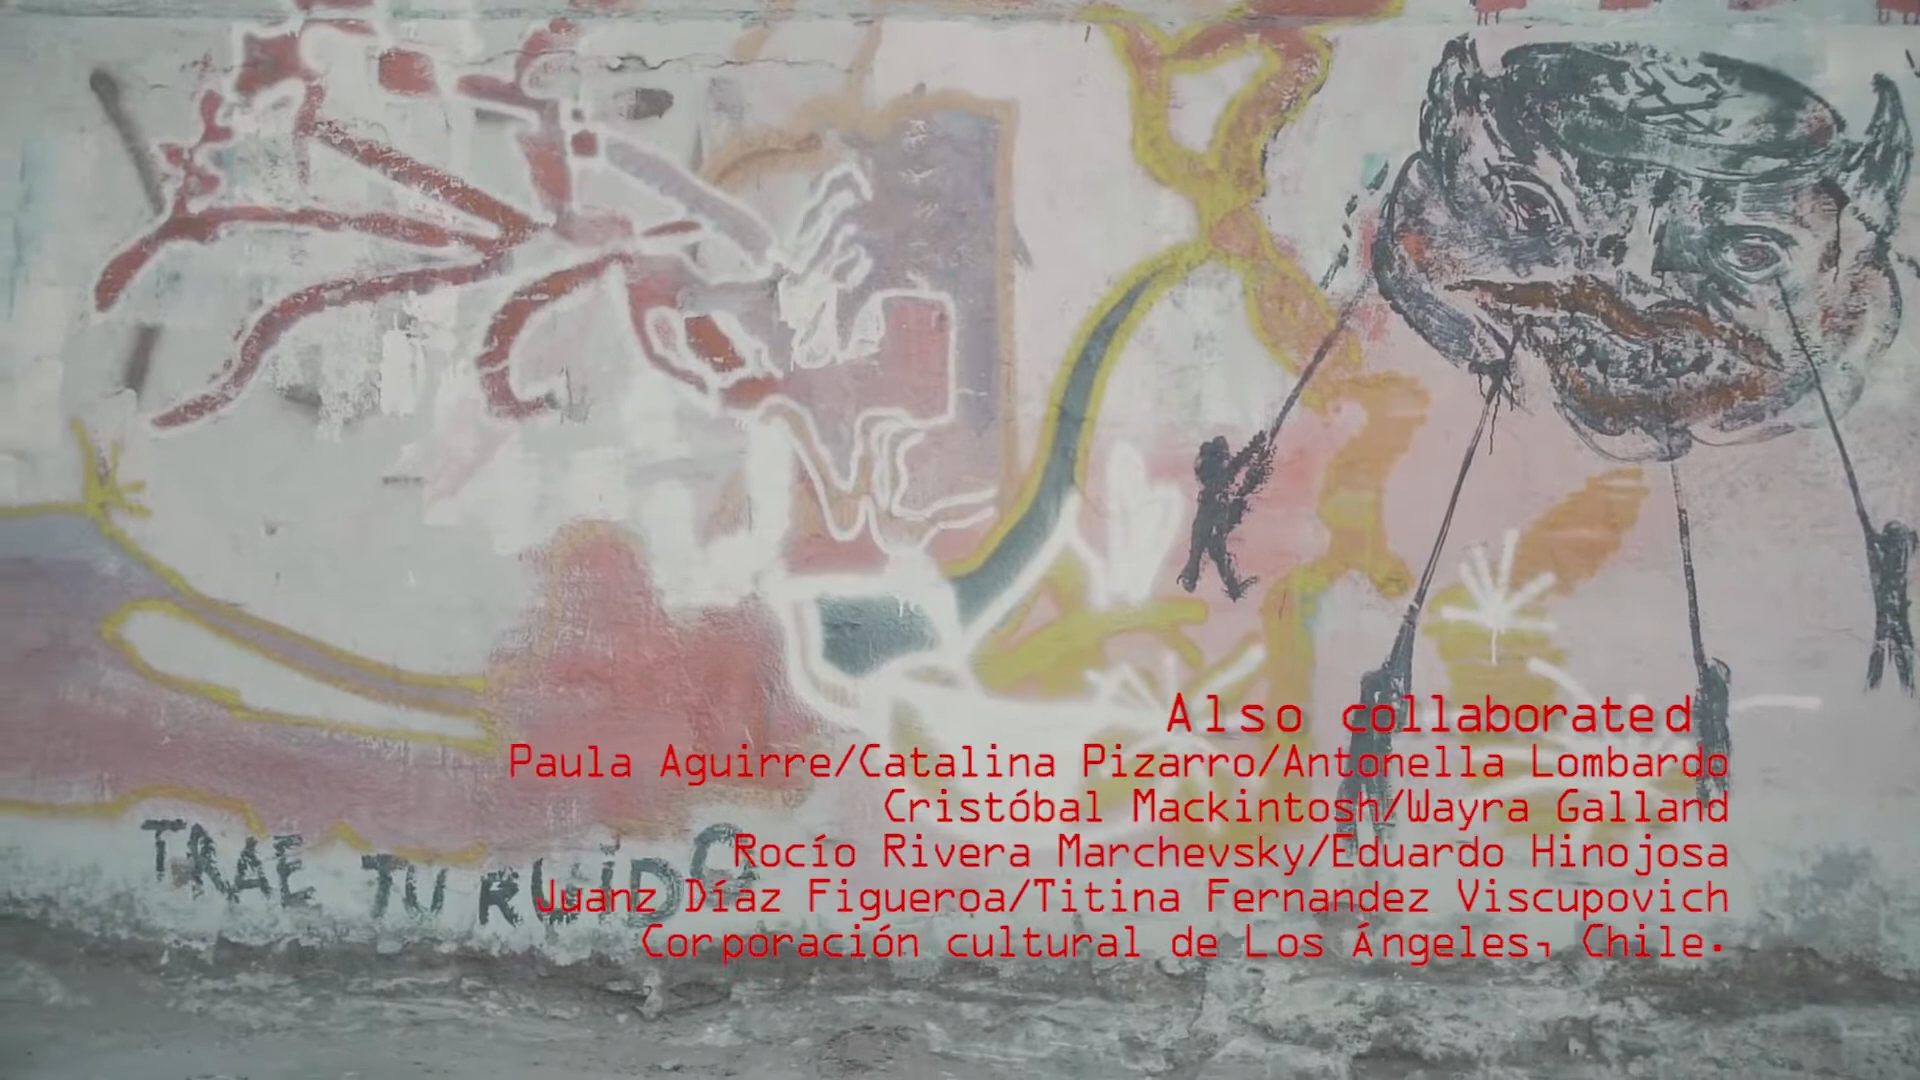 Also collaborated
Paula Aguirre/Catalina Pizarro/Antonella Lombardo
Cristóbal Mackintosh/Wayra Galland
Rocío Rivera Marchevsky/Eduardo Hinojosa
Juanz Díaz Figueroa/Titina Fernandez Viscupovich
Corporación cultural de Los Ángeles, Chile.
TRAE TU RUIDO